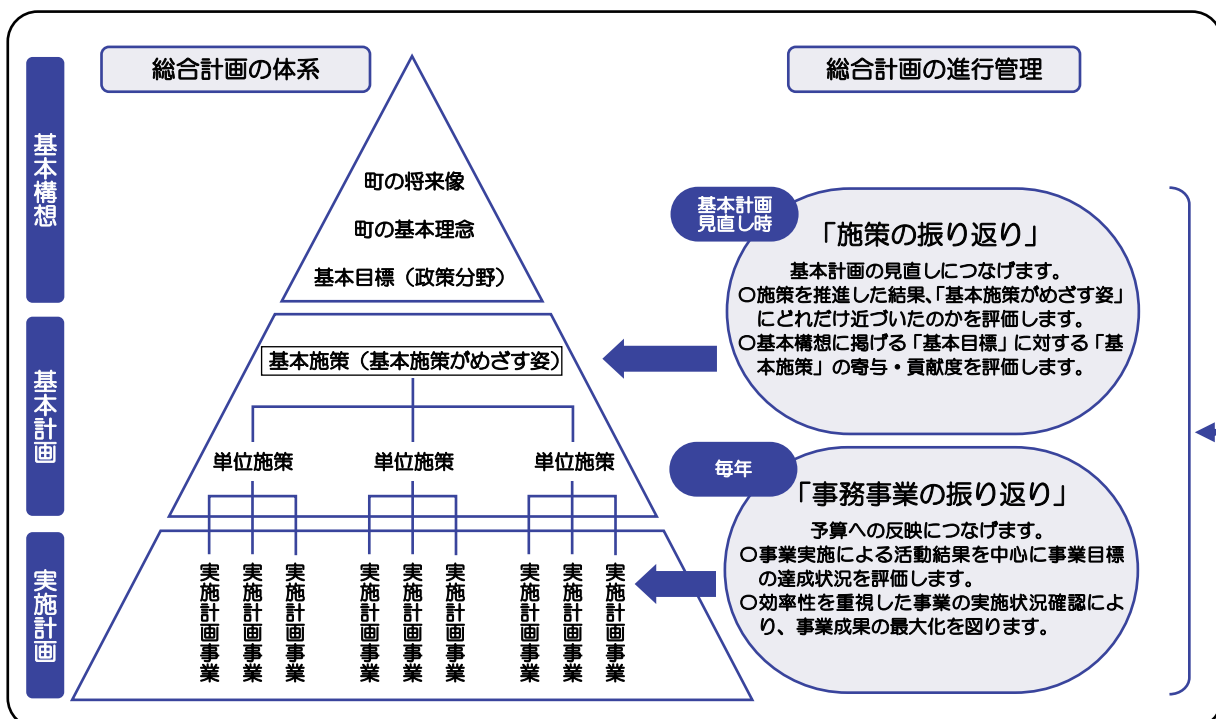 総合計画の体系
総合計画の進行管理
基本構想
町の将来像
町の基本理念
基本目標（政策分野）
基本計画
基本施策（基本施策がめざす姿）
単位施策
単位施策
単位施策
実施計画
実施計画事業
実施計画事業
実施計画事業
実施計画事業
実施計画事業
実施計画事業
実施計画事業
実施計画事業
実施計画事業
基本計画
見直し時
「施策の振り返り」
基本計画の見直しにつなげます。
○施策を推進した結果、「基本施策がめざす姿」
にどれだけ近づいたのかを評価します。
○基本構想に掲げる「基本目標」に対する「基
本施策」の寄与・貢献度を評価します。
毎年
「事務事業の振り返り」
予算への反映につなげます。
○事業実施による活動結果を中心に事業目標
の達成状況を評価します。
○効率性を重視した事業の実施状況確認によ
り、事業成果の最大化を図ります。